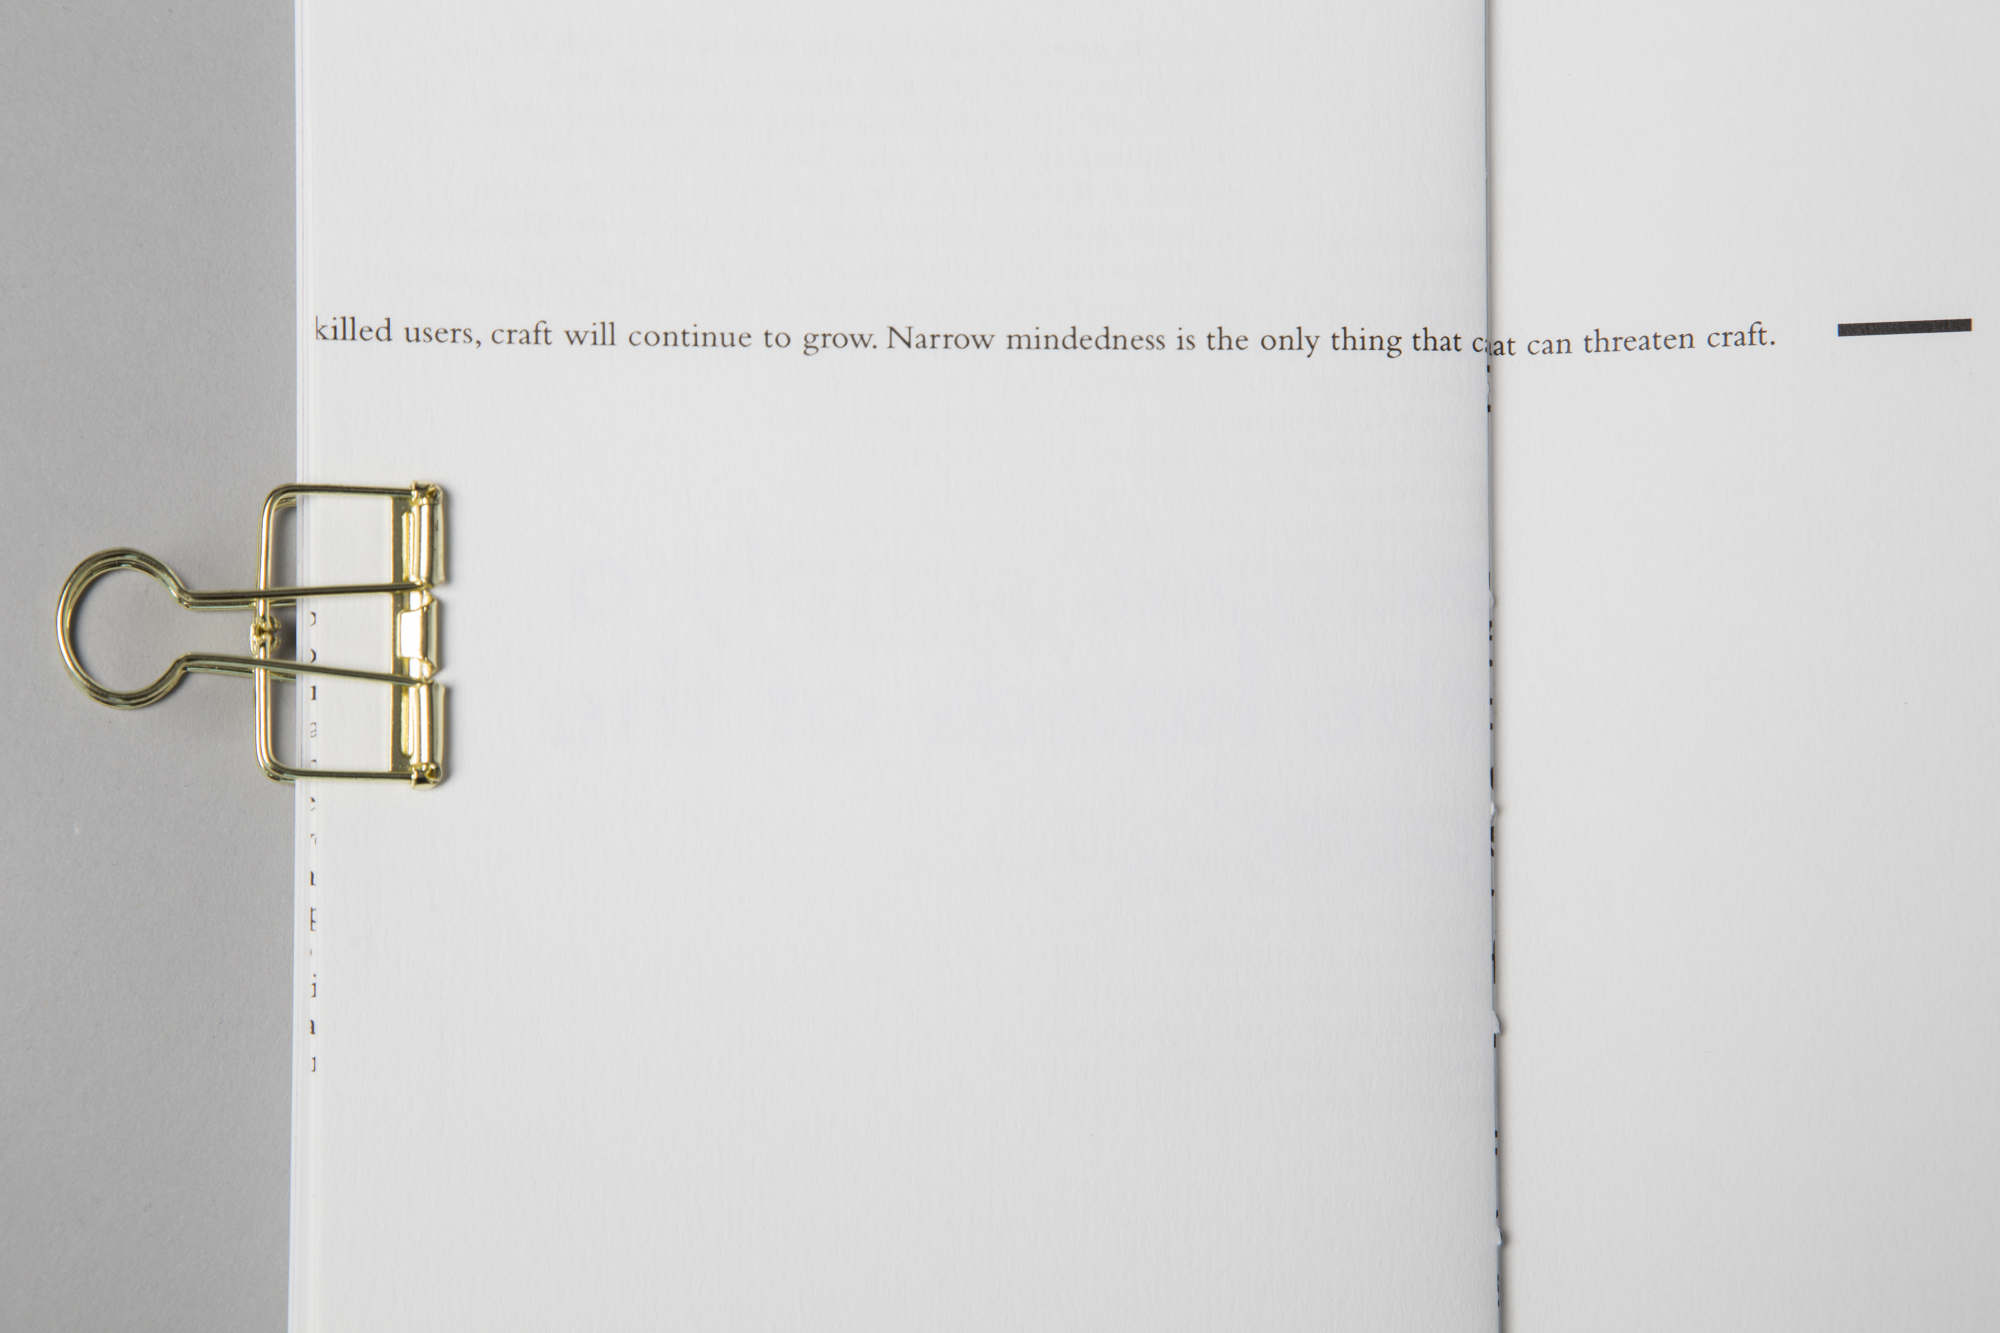 killed users, craft will continue to grow. Narrow mindedness is the only thing that c
at can threaten craft.